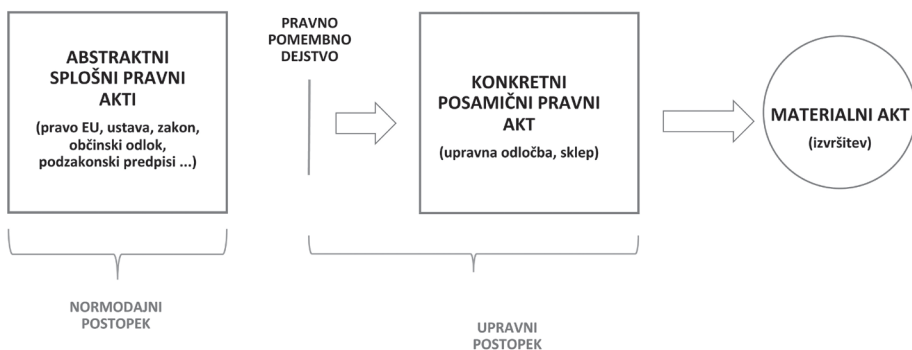 ABSTRAKTNI
SPLOŠNI PRAVNI
AKTI
(pravo EU, ustava, zakon,
občinski odlok,
podzakonski predpisi ...)
PRAVNO
POMEMBNO
DEJSTVO
KONKRETNI
POSAMIČNI PRAVNI
AKT
(upravna odločba, sklep)
MATERIALNI AKT
(izvršitev)
NORMODAJNI
POSTOPEK
UPRAVNI
POSTOPEK